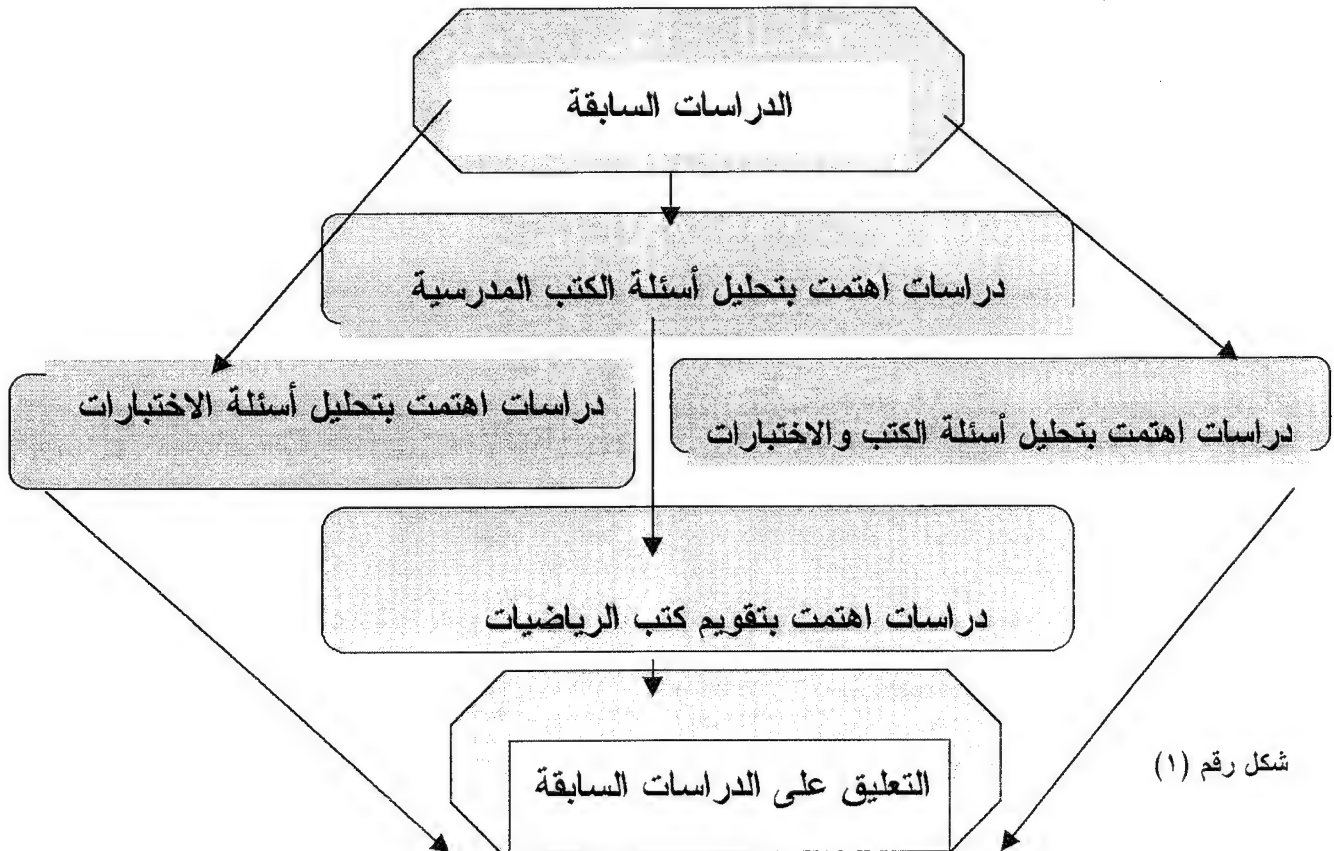 الدراسات السابقة
دراسات اهتمت بتحليل أسئلة الكتب المدرسية
دراسات اهتمت بتحليل أسئلة الكتب والاختبارات
دراسات اهتمت بتحليل أسئلة الاختبارات
دراسات اهتمت بتقويم كتب الرياضيات
التعليق على الدراسات السابقة
شكل رقم (١)